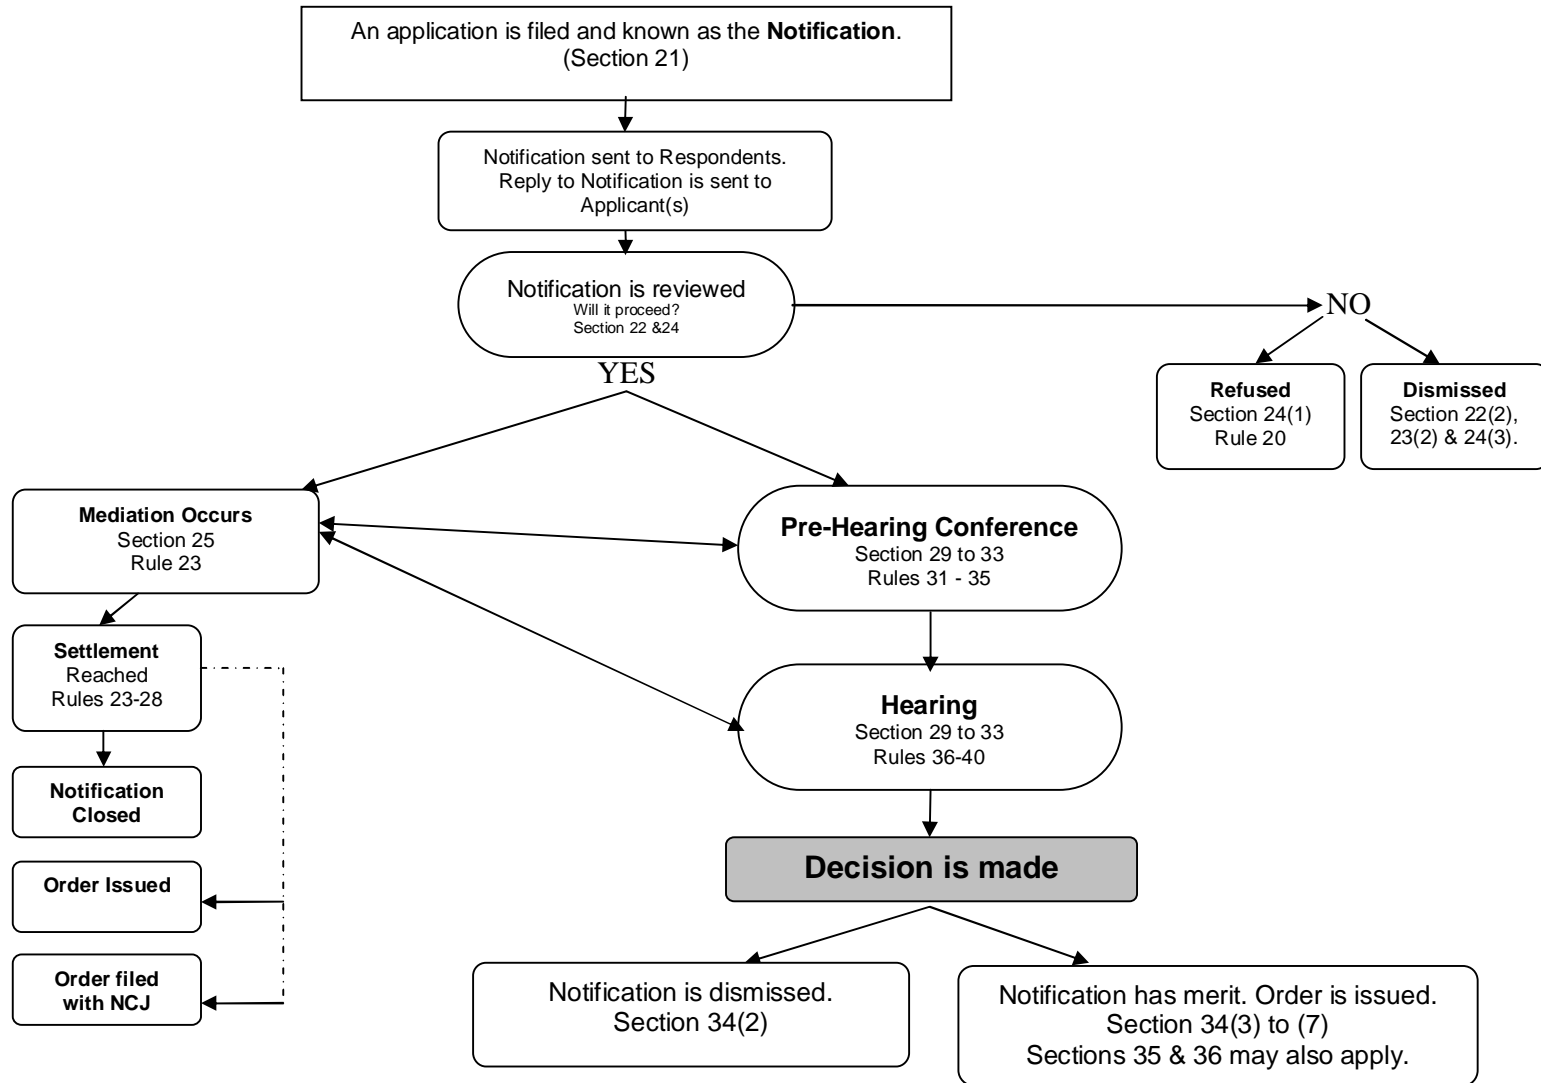 An application is filed and known as the Notification.
(Section 21)
Notification sent to Respondents.
Reply to Notification is sent to
Applicant(s)
Notification is reviewed
Will it proceed?
Section 22 &24
NO
YES
Refused
Section 24(1)
Rule 20
Dismissed
Section 22(2),
23(2) & 24(3).
Mediation Occurs
Section 25
Rule 23
Pre-Hearing Conference
Section 29 to 33
Rules 31 - 35
Settlement
Reached
Rules 23-28
Hearing
Section 29 to 33
Rules 36-40
Notification
Closed
Decision is made
Order Issued
Order filed
with NCJ
Notification is dismissed.
Section 34(2)
Notification has merit. Order is issued.
Section 34(3) to (7)
Sections 35 & 36 may also apply.